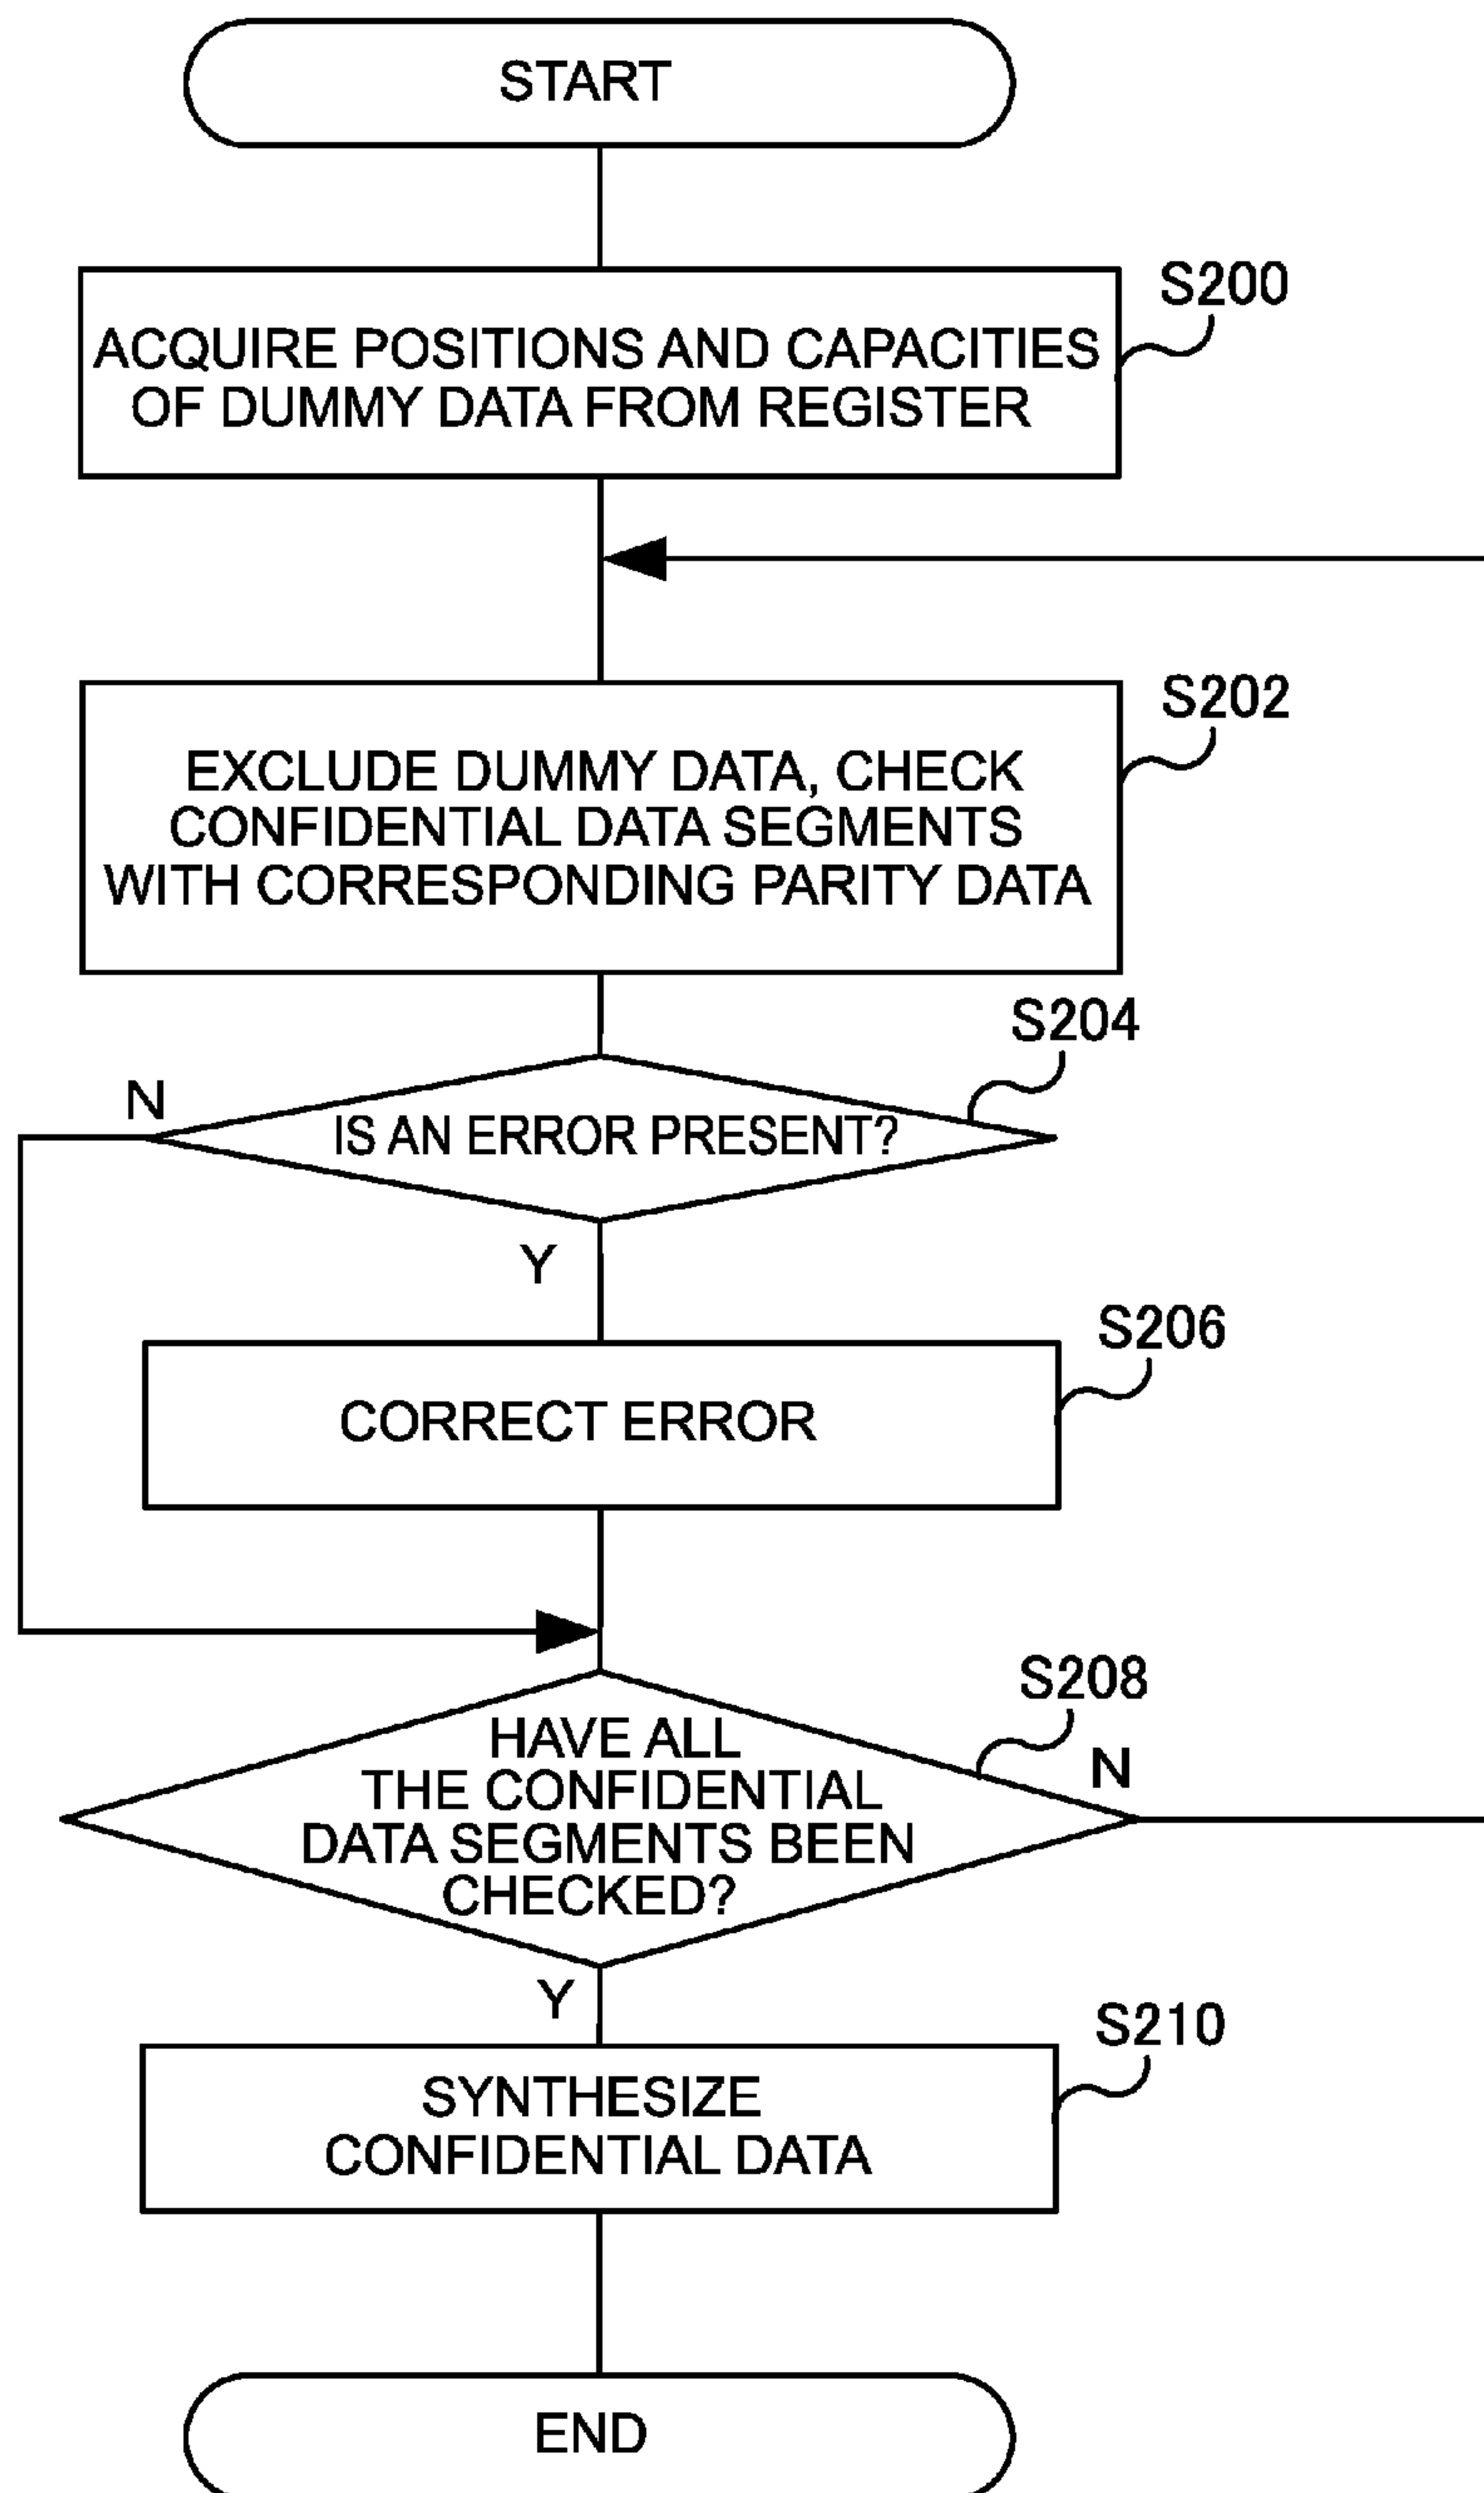 START
S200
ACQUIRE POSITIONS AND CAPACITIES
OF DUMMY DATA FROM REGISTER
S202
EXCLUDE DUMMY DATA, CHECK
CONFIDENTIAL DATA SEGMENTS
WITH CORRESPONDING PARITY DATA
S204
N
IS AN ERROR PRESENT?
Y
S206
CORRECT ERROR
S208
HAVE ALL
N
THE CONFIDENTIAL
DATA SEGMENTS BEEN
CHECKED?
Y
S210
SYNTHESIZE
CONFIDENTIAL DATA
END